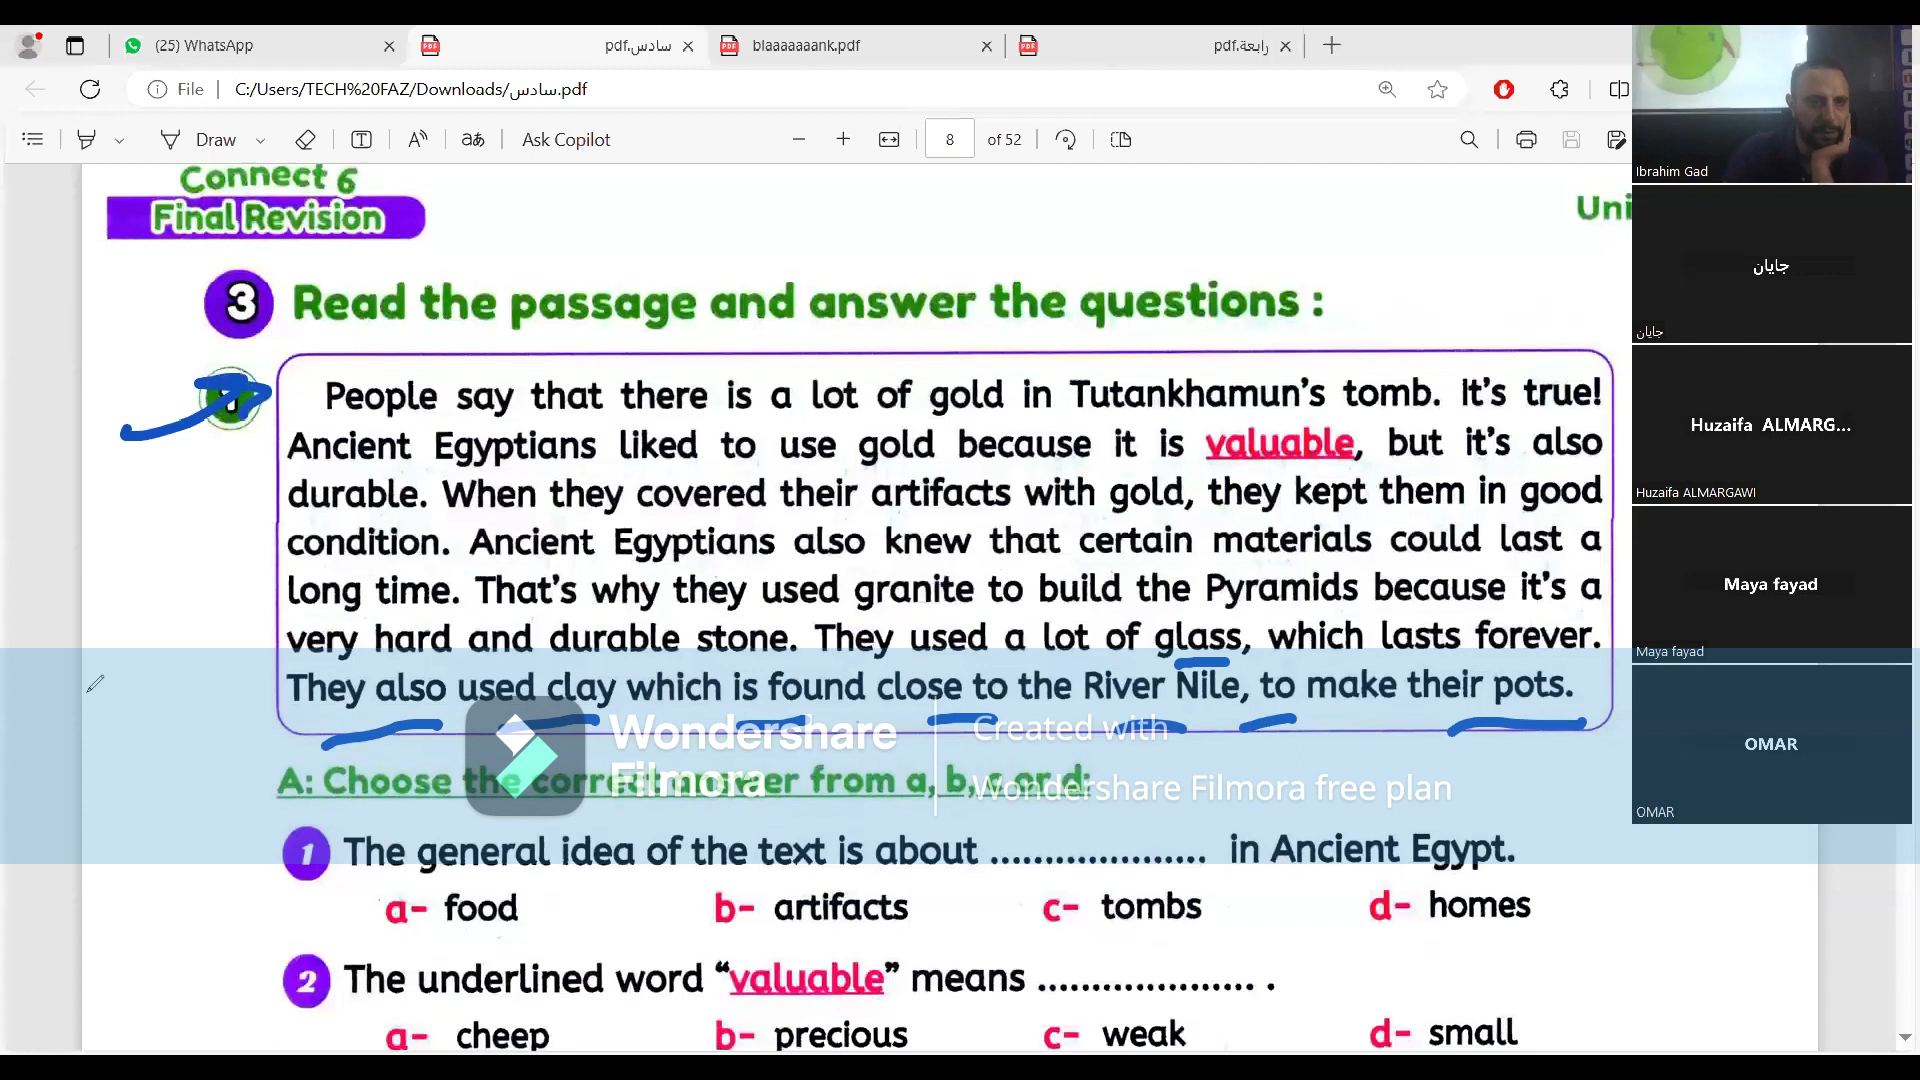 (25) WhatsApp
سادس.pdf
blaaaaaaank.pdf
رابعة.pdf
File
C:/Users/TECH%20FAZ/Downloads/سادس.pdf
Draw
Ask Copilot
8 of 52
Connect 6
Final Revision
Uni
3 Read the passage and answer the questions :
People say that there is a lot of gold in Tutankhamun's tomb. It's true!
Ancient Egyptians liked to use gold because it is valuable, but it's also
durable. When they covered their artifacts with gold, they kept them in good
condition. Ancient Egyptians also knew that certain materials could last a
long time. That's why they used granite to build the Pyramids because it's a
very hard and durable stone. They used a lot of glass, which lasts forever.
They also used clay which is found close to the River Nile, to make their pots.
Wondershare
Filmora
Created with
Wondershare Filmora free plan
A: Choose the correct answer from a, b, c or d:
1 The general idea of the text is about .................... in Ancient Egypt.
a- food b- artifacts c- tombs d- homes
2 The underlined word “valuable” means .................... .
a- cheep b- precious c- weak d- small
Ibrahim Gad
جايان
جايان
Huzaifa ALMARG...
Huzaifa ALMARGAWI
Maya fayad
Maya fayad
OMAR
OMAR